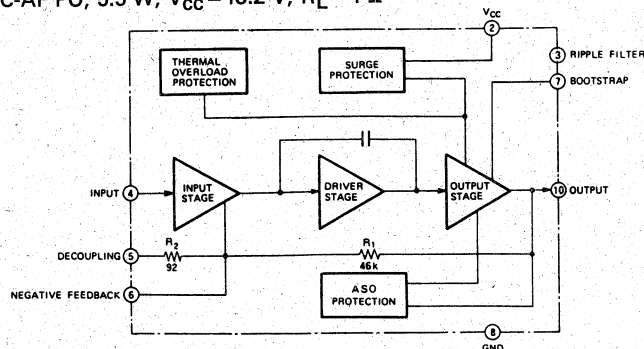 C-AF PO, 5.5 W, VCC = 13.2 V, RL = 4 Ω
VCC
2
THERMAL
OVERLOAD
PROTECTION
SURGE
PROTECTION
3 RIPPLE FILTER
7 BOOTSTRAP
INPUT 4
INPUT
STAGE
DRIVER
STAGE
OUTPUT
STAGE
10 OUTPUT
DECOUPLING 5
R2
92
R1
46k
NEGATIVE FEEDBACK 6
ASO
PROTECTION
8
GND